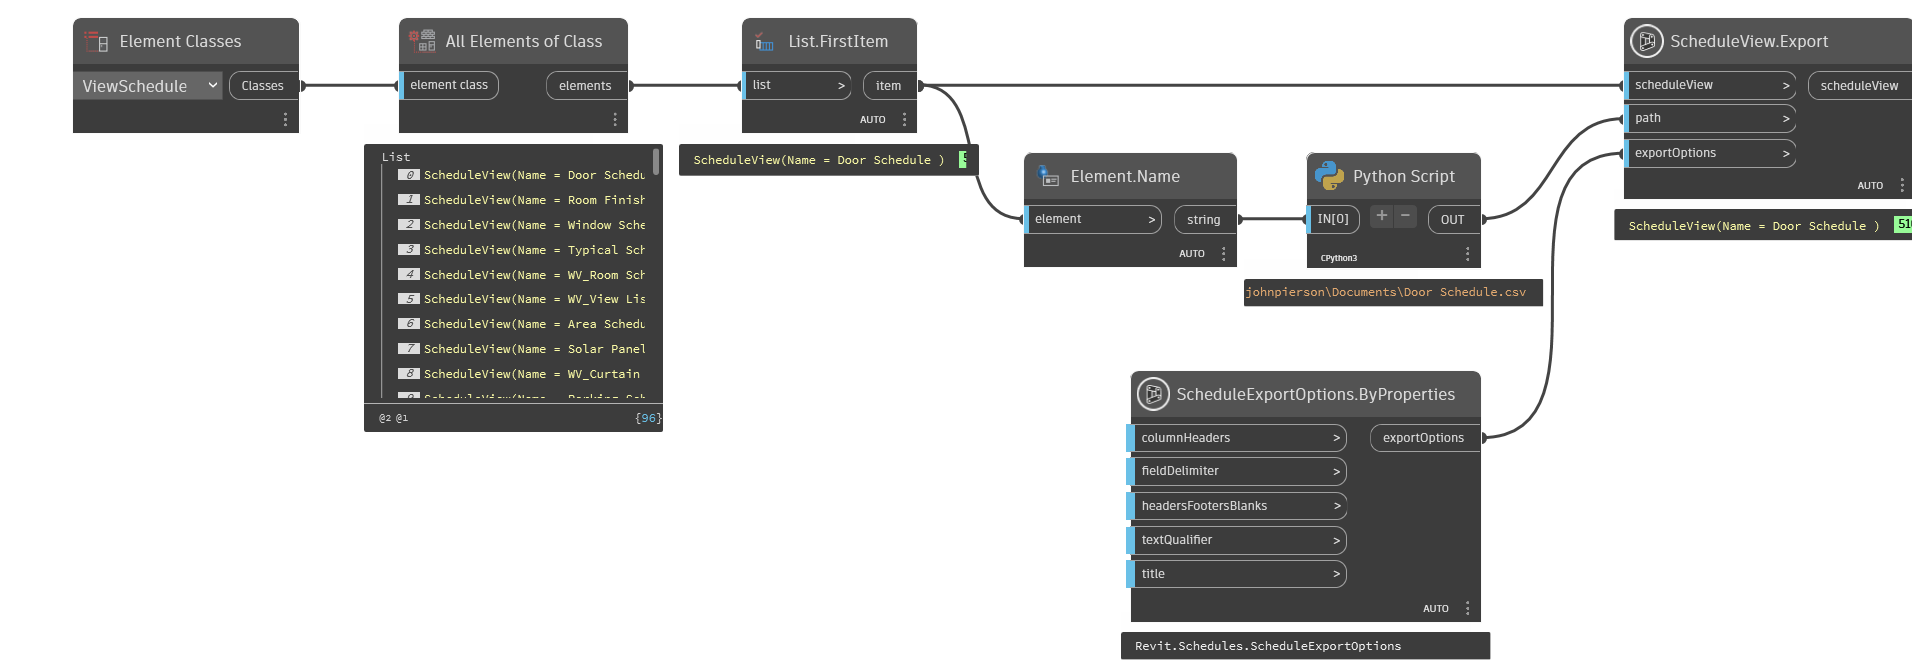 Element Classes
ViewSchedule
Classes
All Elements of Class
element class
elements
List
0 ScheduleView(Name = Door Schedu
1 ScheduleView(Name = Room Finish
2 ScheduleView(Name = Window Sche
3 ScheduleView(Name = Typical Sch
4 ScheduleView(Name = WV_Room Sch
5 ScheduleView(Name = WV_View Lis
6 ScheduleView(Name = Area Schedu
7 ScheduleView(Name = Solar Panel
8 ScheduleView(Name = WV_Curtain
@2 @1
{96}
List.FirstItem
list >
item
AUTO
ScheduleView(Name = Door Schedule )
Element.Name
element >
string
AUTO
Python Script
IN[0]
+ −
OUT
CPython3
johnpierson\Documents\Door Schedule.csv
ScheduleExportOptions.ByProperties
columnHeaders >
exportOptions
fieldDelimiter >
headersFootersBlanks >
textQualifier >
title >
AUTO
Revit.Schedules.ScheduleExportOptions
ScheduleView.Export
scheduleView >
scheduleView
path >
exportOptions >
AUTO
ScheduleView(Name = Door Schedule )